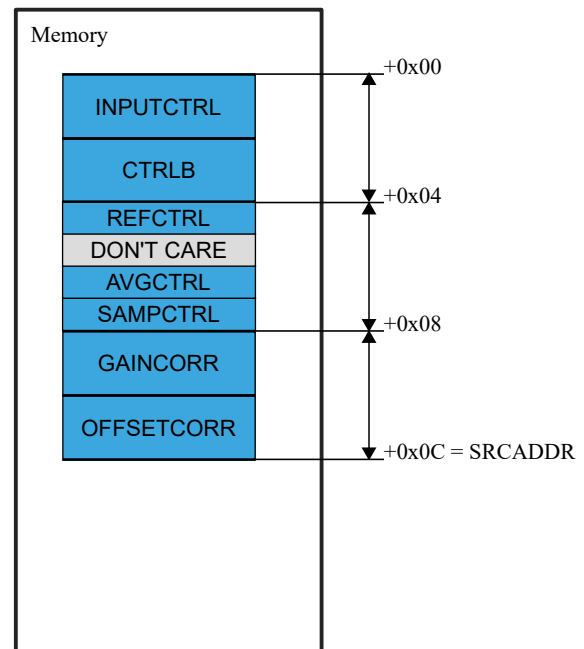 Memory
+0x00
INPUTCTRL
CTRLB
+0x04
REFCTRL
DON'T CARE
AVGCTRL
SAMPCTRL
+0x08
GAINCORR
OFFSETCORR
+0x0C = SRCADDR